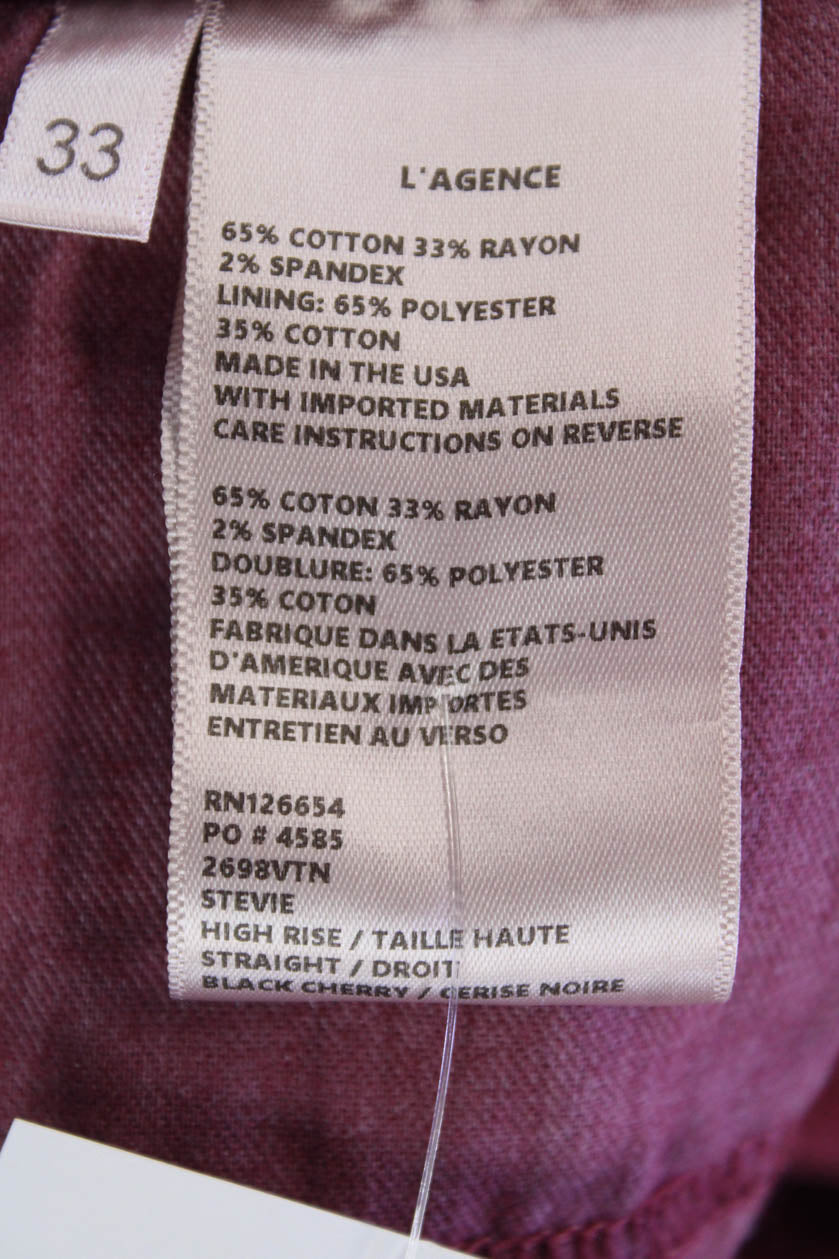 33
L'AGENCE
65% COTTON 33% RAYON
2% SPANDEX
LINING: 65% POLYESTER
35% COTTON
MADE IN THE USA
WITH IMPORTED MATERIALS
CARE INSTRUCTIONS ON REVERSE
65% COTON 33% RAYON
2% SPANDEX
DOUBLURE: 65% POLYESTER
35% COTON
FABRIQUE DANS LA ETATS-UNIS
D'AMERIQUE AVEC DES
MATERIAUX IMPORTES
ENTRETIEN AU VERSO
RN126654
PO # 4585
2698VTN
STEVIE
HIGH RISE / TAILLE HAUTE
STRAIGHT / DROIT
BLACK CHERRY / CERISE NOIRE